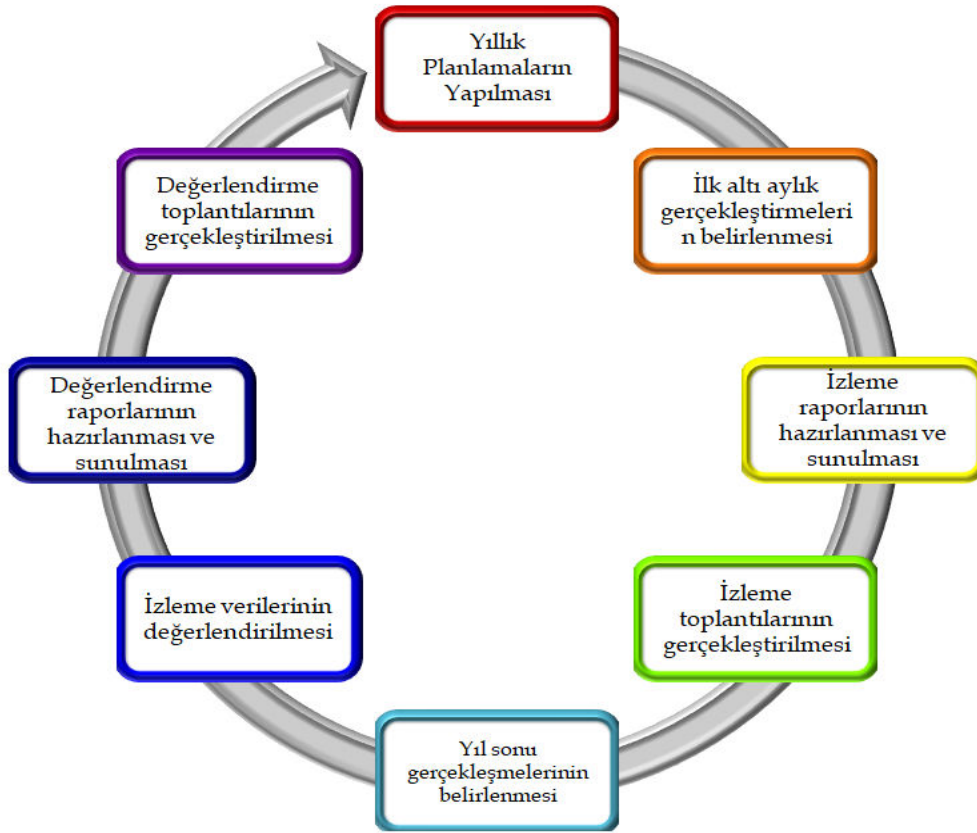 Yıllık
Planlamaların
Yapılması
İlk altı aylık
gerçekleştirmeleri
n belirlenmesi
İzleme
raporlarının
hazırlanması ve
sunulması
İzleme
toplantılarının
gerçekleştirilmesi
Yıl sonu
gerçekleşmelerinin
belirlenmesi
İzleme verilerinin
değerlendirilmesi
Değerlendirme
raporlarının
hazırlanması ve
sunulması
Değerlendirme
toplantılarının
gerçekleştirilmesi